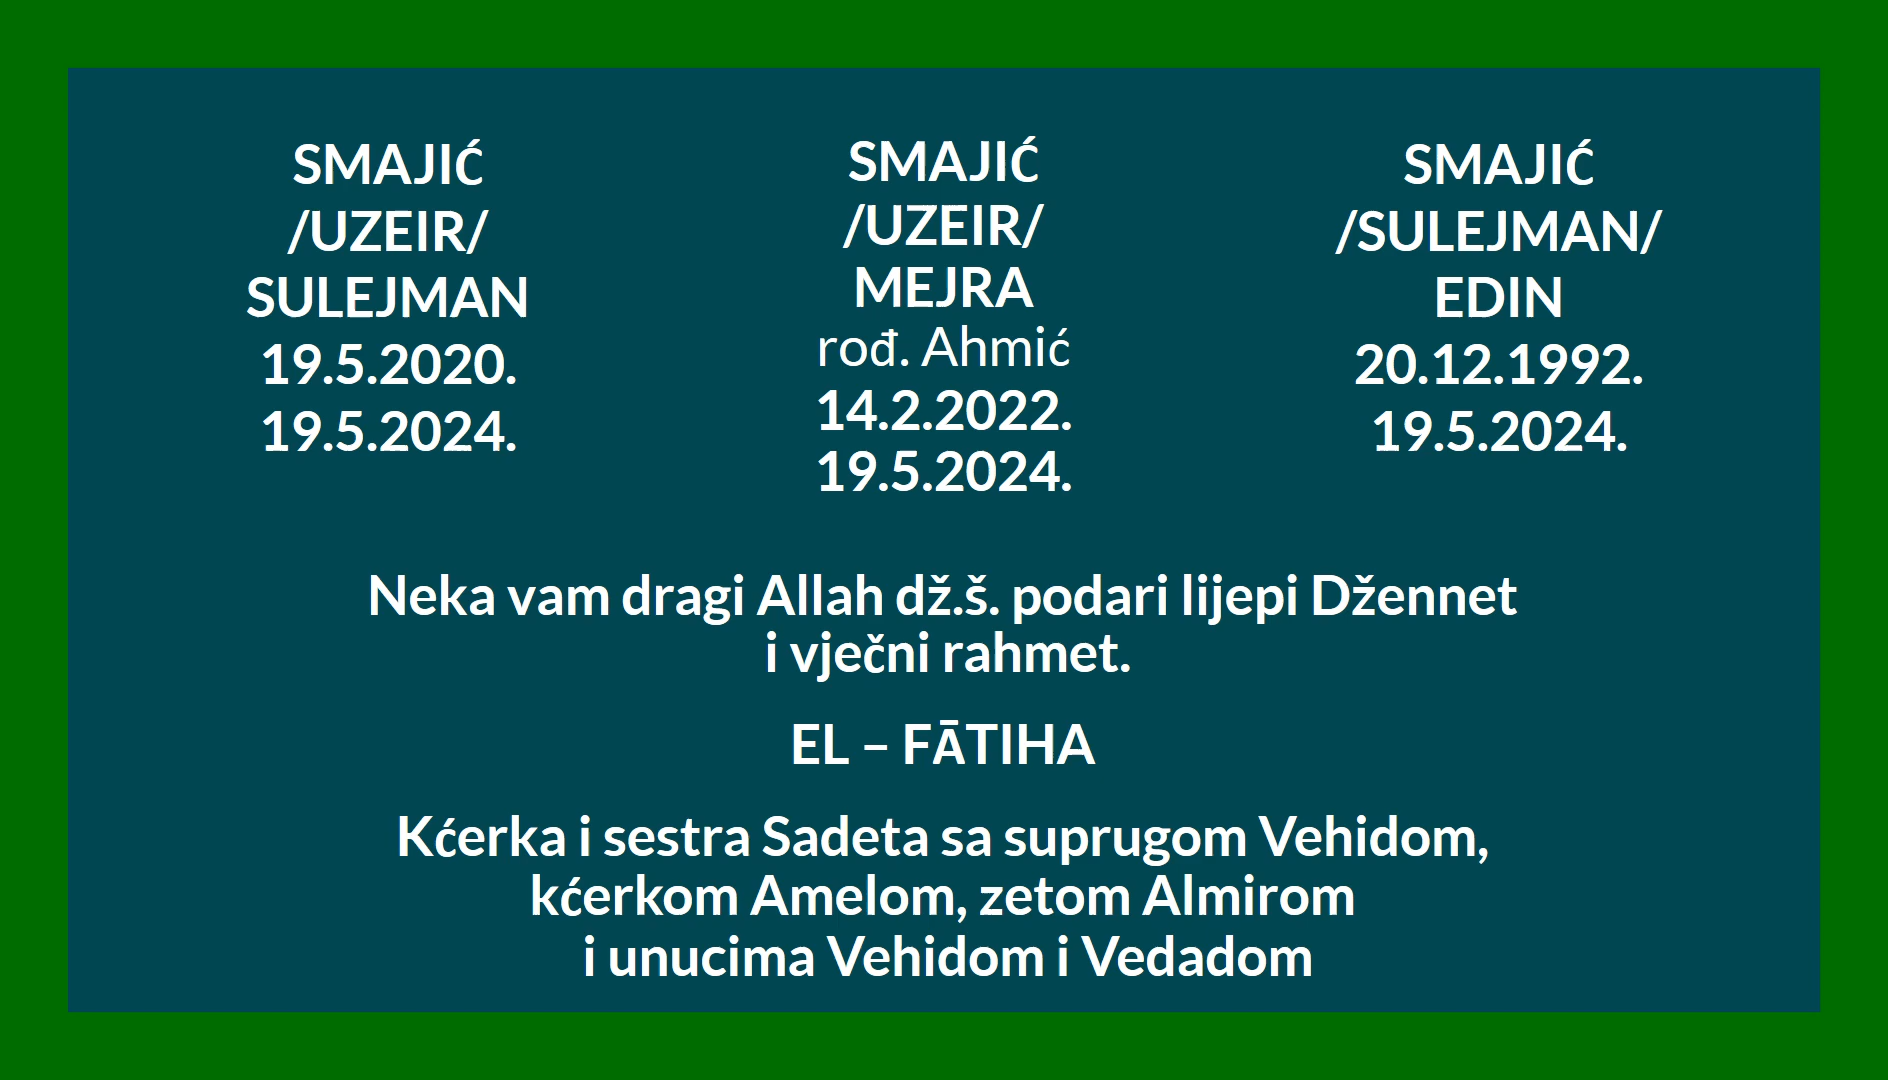 SMAJIĆ
/UZEIR/
SULEJMAN
19.5.2020.
19.5.2024.
SMAJIĆ
/UZEIR/
MEJRA
rođ. Ahmić
14.2.2022.
19.5.2024.
SMAJIĆ
/SULEJMAN/
EDIN
20.12.1992.
19.5.2024.
Neka vam dragi Allah dž.š. podari lijepi Džennet
i vječni rahmet.
EL – FĀTIHA
Kćerka i sestra Sadeta sa suprugom Vehidom,
kćerkom Amelom, zetom Almirom
i unucima Vehidom i Vedadom